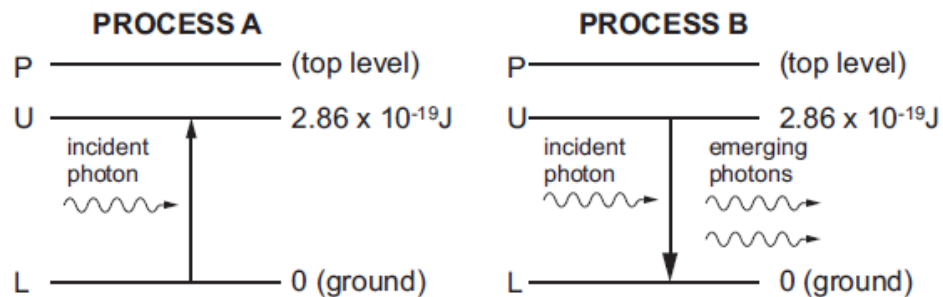 PROCESS A
P (top level)
U 2.86 x 10⁻¹⁹J
incident
photon
L 0 (ground)
PROCESS B
P (top level)
U 2.86 x 10⁻¹⁹J
incident
photon
emerging
photons
L 0 (ground)